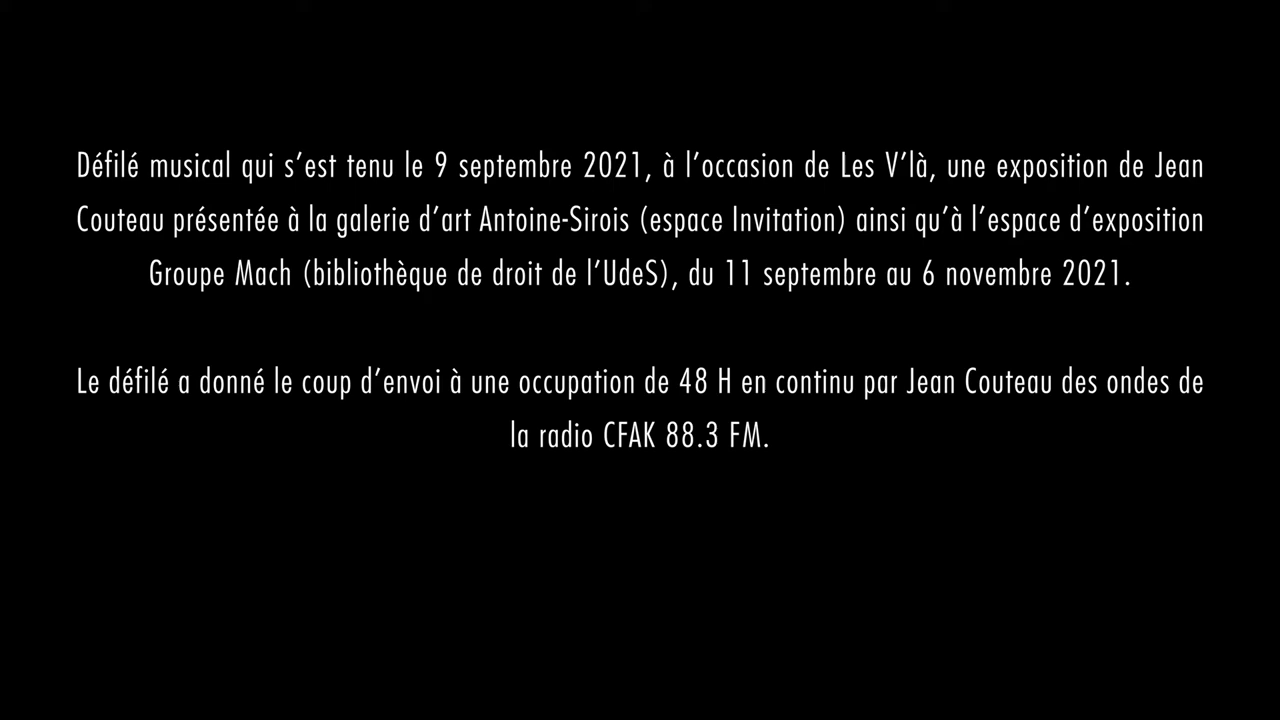 Défilé musical qui s’est tenu le 9 septembre 2021, à l’occasion de Les V’là, une exposition de Jean
Couteau présentée à la galerie d’art Antoine-Sirois (espace Invitation) ainsi qu’à l’espace d’exposition
Groupe Mach (bibliothèque de droit de l’UdeS), du 11 septembre au 6 novembre 2021.
Le défilé a donné le coup d’envoi à une occupation de 48 H en continu par Jean Couteau des ondes de
la radio CFAK 88.3 FM.